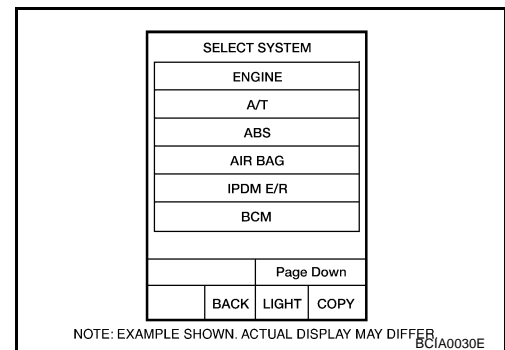 SELECT SYSTEM
ENGINE
A/T
ABS
AIR BAG
IPDM E/R
BCM
Page Down
BACK LIGHT COPY
NOTE: EXAMPLE SHOWN. ACTUAL DISPLAY MAY DIFFER.
BCIA0030E